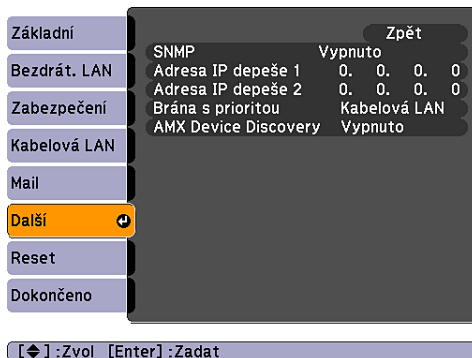 Základní
Bezdrát. LAN
Zabezpečení
Kabelová LAN
Mail
Další
Reset
Dokončeno
Zpět
SNMP Vypnuto
Adresa IP depeše 1 0. 0. 0. 0
Adresa IP depeše 2 0. 0. 0. 0
Brána s prioritou Kabelová LAN
AMX Device Discovery Vypnuto
[◆] :Zvol [Enter] :Zadat